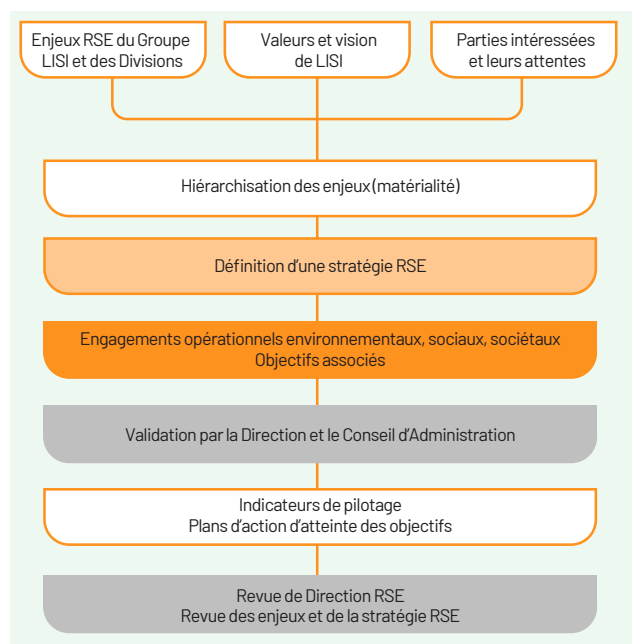 Enjeux RSE du Groupe
LISI et des Divisions
Valeurs et vision
de LISI
Parties intéressées
et leurs attentes
Hiérarchisation des enjeux (matérialité)
Définition d'une stratégie RSE
Engagements opérationnels environnementaux, sociaux, sociétaux
Objectifs associés
Validation par la Direction et le Conseil d'Administration
Indicateurs de pilotage
Plans d'action d'atteinte des objectifs
Revue de Direction RSE
Revue des enjeux et de la stratégie RSE